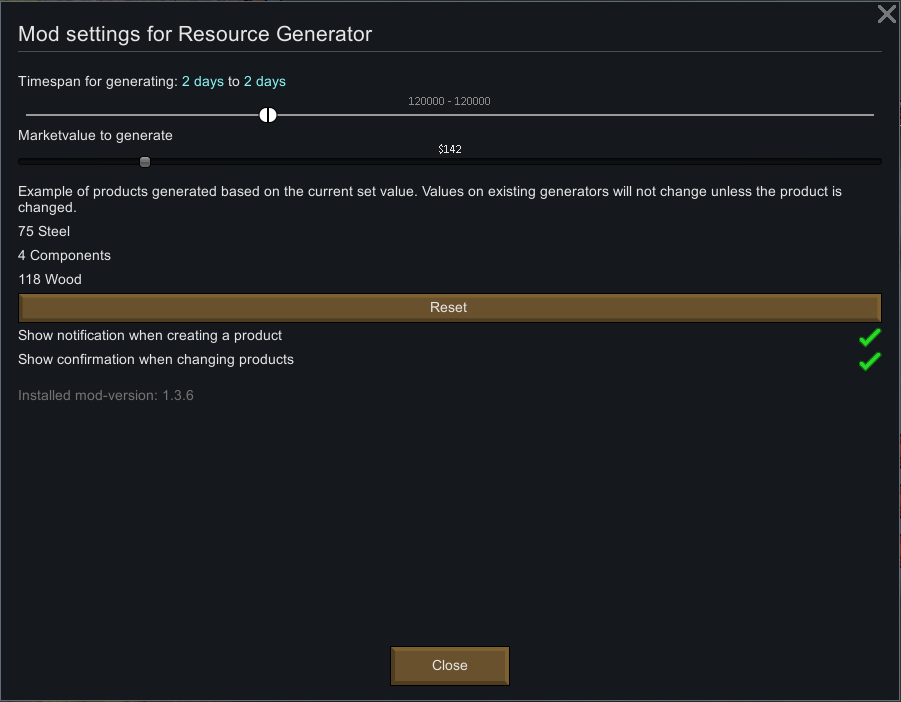 Mod settings for Resource Generator
Timespan for generating: 2 days to 2 days
120000 - 120000
Marketvalue to generate
$142
Example of products generated based on the current set value. Values on existing generators will not change unless the product is
changed.
75 Steel
4 Components
118 Wood
Reset
Show notification when creating a product
Show confirmation when changing products
Installed mod-version: 1.3.6
Close